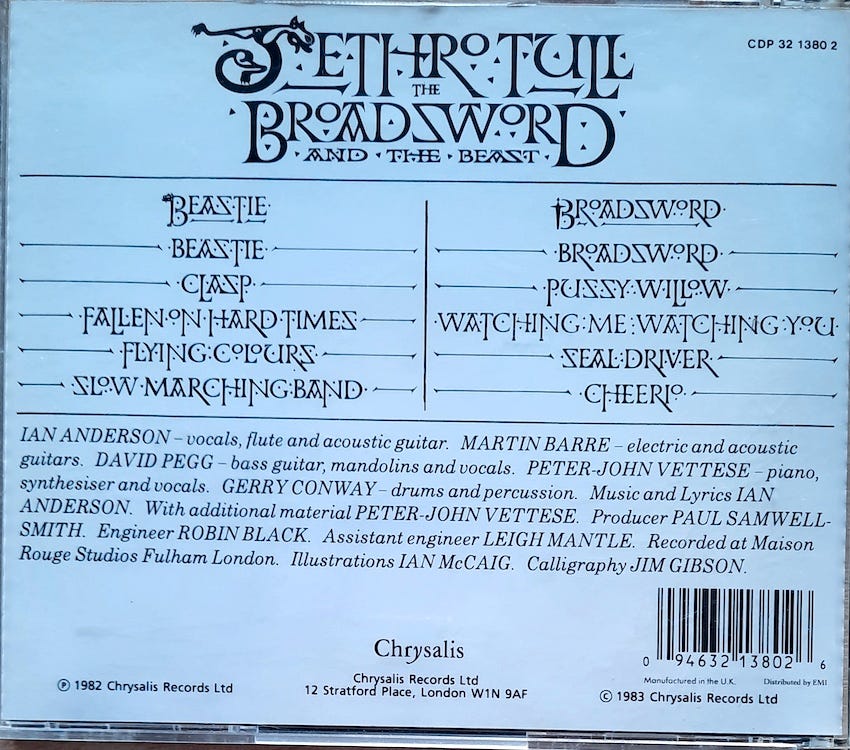 CDP 32 1380 2
JETHRO TULL
THE
BROADSWORD
AND · THE · BEAST
BEASTIE
BEASTIE
CLASP
FALLEN·ON·HARD·TIMES
FLYING:COLOURS
SLOW·MARCHING:BAND
BROADSWORD
BROADSWORD
PUSSY·WILLOW
WATCHING:ME:WATCHING·YOU
SEAL·DRIVER
CHEERIO
IAN ANDERSON – vocals, flute and acoustic guitar. MARTIN BARRE – electric and acoustic
guitars. DAVID PEGG – bass guitar, mandolins and vocals. PETER-JOHN VETTESE – piano,
synthesiser and vocals. GERRY CONWAY – drums and percussion. Music and Lyrics IAN
ANDERSON. With additional material PETER-JOHN VETTESE. Producer PAUL SAMWELL-
SMITH. Engineer ROBIN BLACK. Assistant engineer LEIGH MANTLE. Recorded at Maison
Rouge Studios Fulham London. Illustrations IAN McCAIG. Calligraphy JIM GIBSON.
Chrysalis
Chrysalis Records Ltd
12 Stratford Place, London W1N 9AF
℗ 1982 Chrysalis Records Ltd
0 94632 13802 6
Manufactured in the U.K. Distributed by EMI
© 1983 Chrysalis Records Ltd